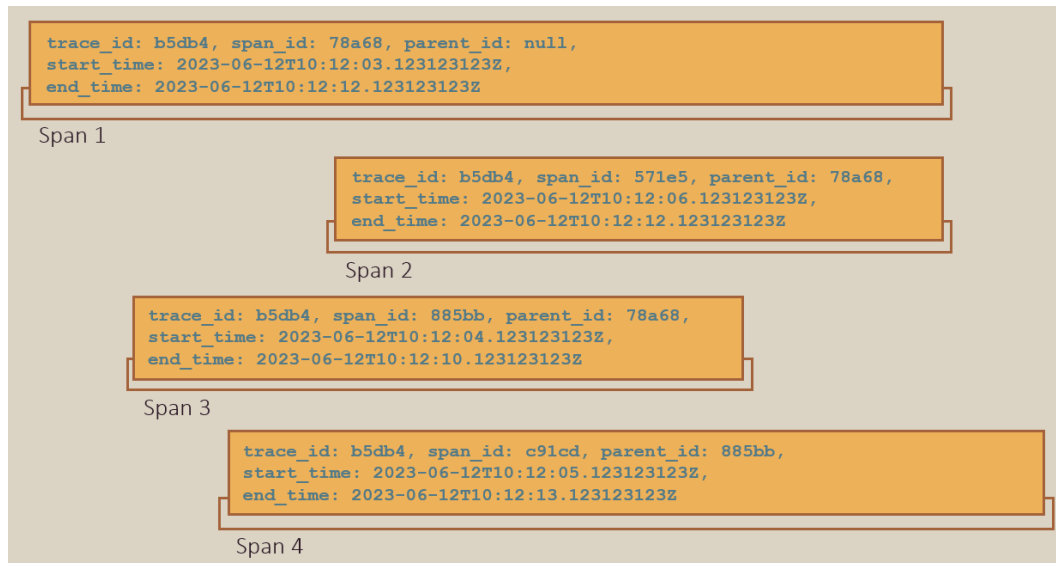 trace_id: b5db4, span_id: 78a68, parent_id: null,
start_time: 2023-06-12T10:12:03.123123123Z,
end_time: 2023-06-12T10:12:12.123123123Z
Span 1
trace_id: b5db4, span_id: 571e5, parent_id: 78a68,
start_time: 2023-06-12T10:12:06.123123123Z,
end_time: 2023-06-12T10:12:12.123123123Z
Span 2
trace_id: b5db4, span_id: 885bb, parent_id: 78a68,
start_time: 2023-06-12T10:12:04.123123123Z,
end_time: 2023-06-12T10:12:10.123123123Z
Span 3
trace_id: b5db4, span_id: c91cd, parent_id: 885bb,
start_time: 2023-06-12T10:12:05.123123123Z,
end_time: 2023-06-12T10:12:13.123123123Z
Span 4